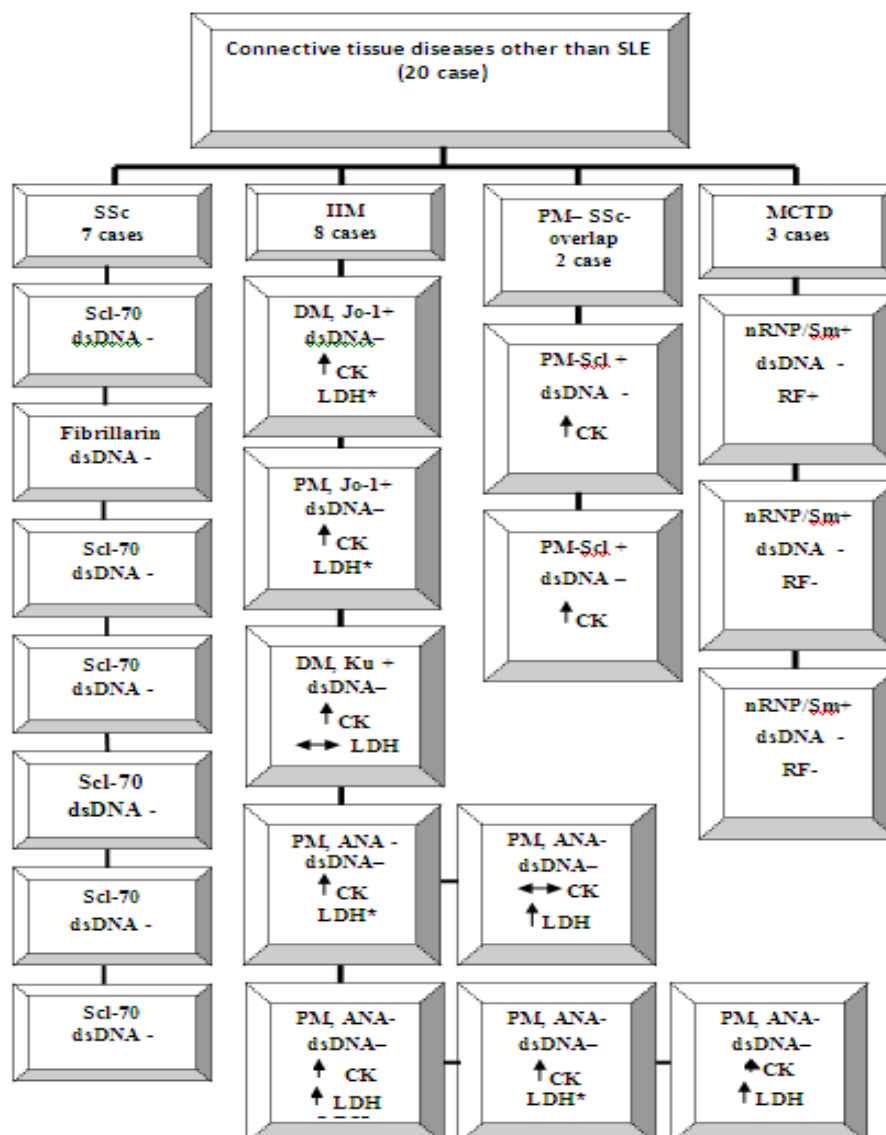 Connective tissue diseases other than SLE
(20 case)
SSc
7 cases
Scl-70
dsDNA -
Fibrillarin
dsDNA -
Scl-70
dsDNA -
Scl-70
dsDNA -
Scl-70
dsDNA -
Scl-70
dsDNA -
Scl-70
dsDNA -
IIM
8 cases
DM, Jo-1+
dsDNA–
↑ CK
LDH*
PM, Jo-1+
dsDNA–
↑ CK
LDH*
DM, Ku +
dsDNA–
↑ CK
↔ LDH
PM, ANA -
dsDNA–
↑ CK
LDH*
PM, ANA-
dsDNA–
↔ CK
↑ LDH
PM, ANA-
dsDNA–
↑ CK
↑ LDH
PM, ANA-
dsDNA–
↑ CK
LDH*
PM, ANA-
dsDNA–
↑ CK
↑ LDH
PM– SSc-
overlap
2 case
PM-Scl +
dsDNA -
↑ CK
PM-Scl +
dsDNA –
↑ CK
MCTD
3 cases
nRNP/Sm+
dsDNA -
RF+
nRNP/Sm+
dsDNA -
RF-
nRNP/Sm+
dsDNA -
RF-